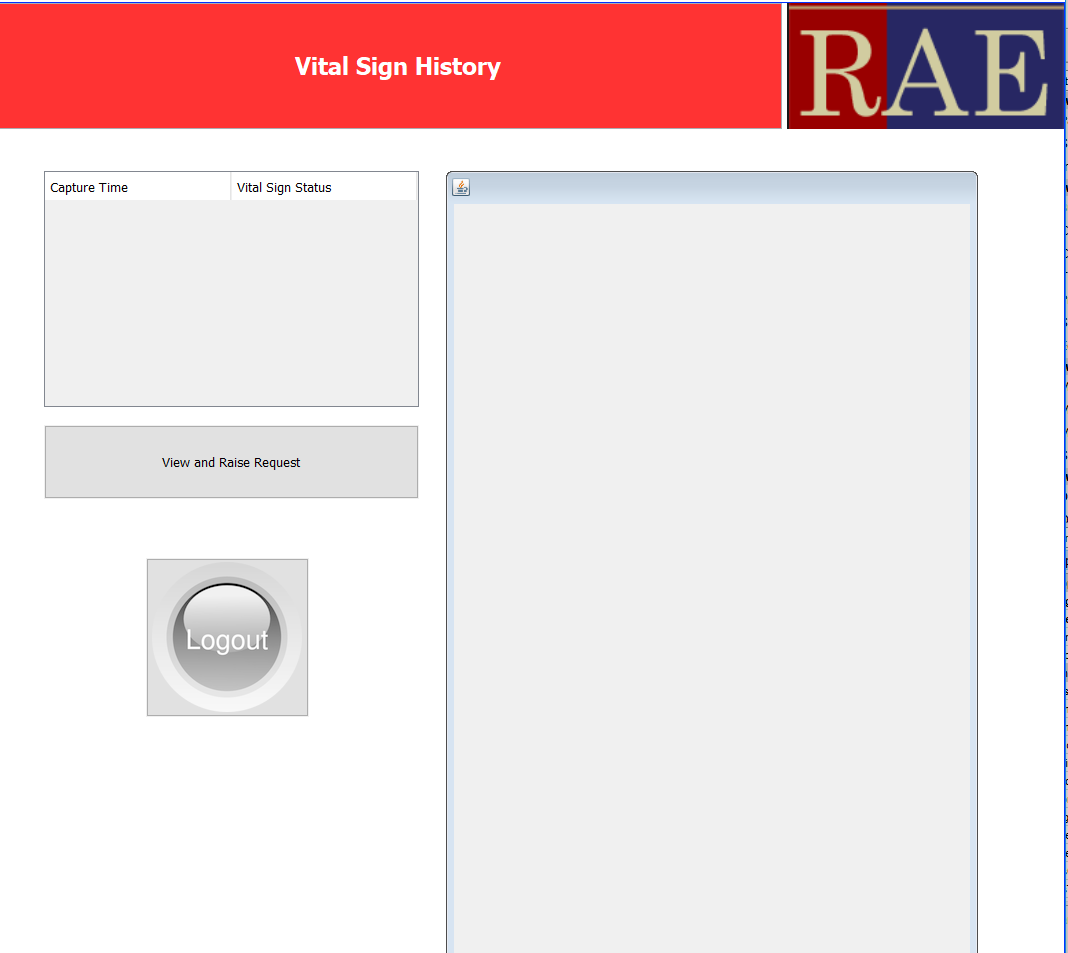 Vital Sign History
RAE
Capture Time
Vital Sign Status
View and Raise Request
Logout